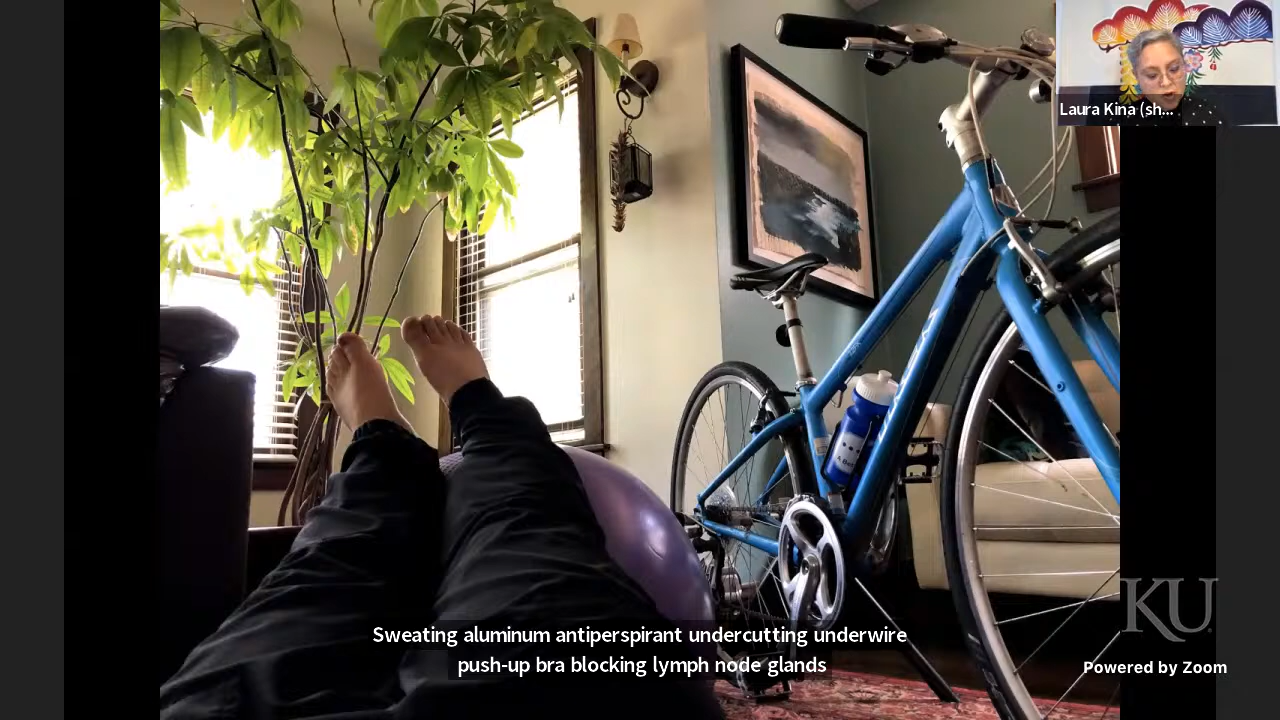 Laura Kina (sh...
Sweating aluminum antiperspirant undercutting underwire
push-up bra blocking lymph node glands
KU
Powered by Zoom